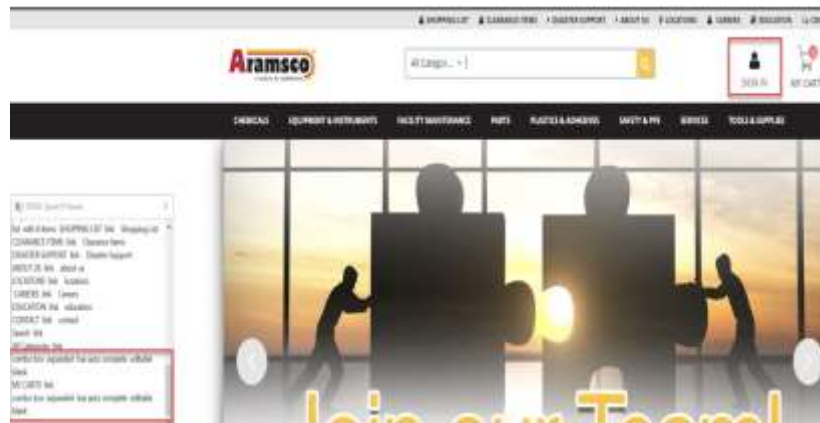 SHOPPING LIST CLEARANCE ITEMS DISASTER SUPPORT ABOUT US LOCATIONS CAREERS EDUCATION
Aramsco
All Categor...
SIGN IN
MY CART
0
CHEMICALS EQUIPMENT & INSTRUMENTS FACILITY MAINTENANCE PARTS PLASTICS & ADHESIVES SAFETY & PPE SERVICES TOOLS & SUPPLIES
list with 8 items SHOPPING LIST link Shopping List
CLEARANCE ITEMS link Clearance Items
DISASTER SUPPORT link Disaster Support
ABOUT US link about us
LOCATIONS link locations
CAREERS link Careers
EDUCATION link education
CONTACT link contact
Search link
All Categories link
combo box expanded has auto complete editable
blank
MY CART0 link
combo box expanded has auto complete editable
blank
Join our Team!